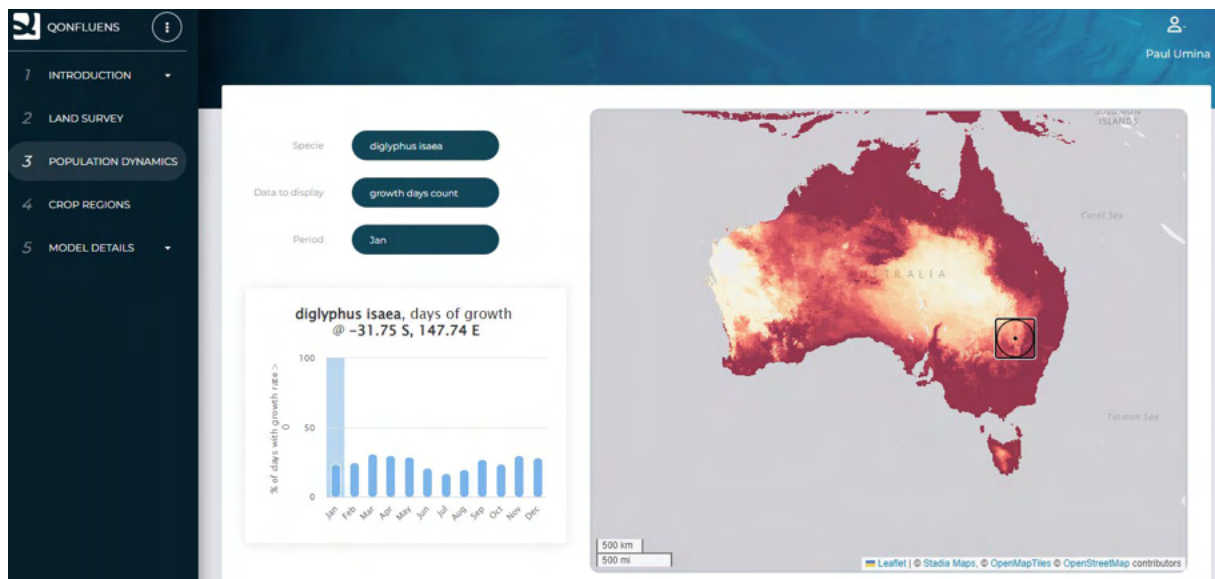 QONFLUENS
Paul Umina
1 INTRODUCTION
2 LAND SURVEY
3 POPULATION DYNAMICS
4 CROP REGIONS
5 MODEL DETAILS
Specie diglyphus isaea
Data to display growth days count
Period Jan
diglyphus isaea, days of growth
@ −31.75 S, 147.74 E
% of days with growth rate >
0
100
50
0
Jan Feb Mar Apr May Jun Jul Aug Sep Oct Nov Dec
SOLOMON
ISLANDS
Coral Sea
AUSTRALIA
Tasman Sea
500 km
500 mi
Leaflet | © Stadia Maps, © OpenMapTiles © OpenStreetMap contributors